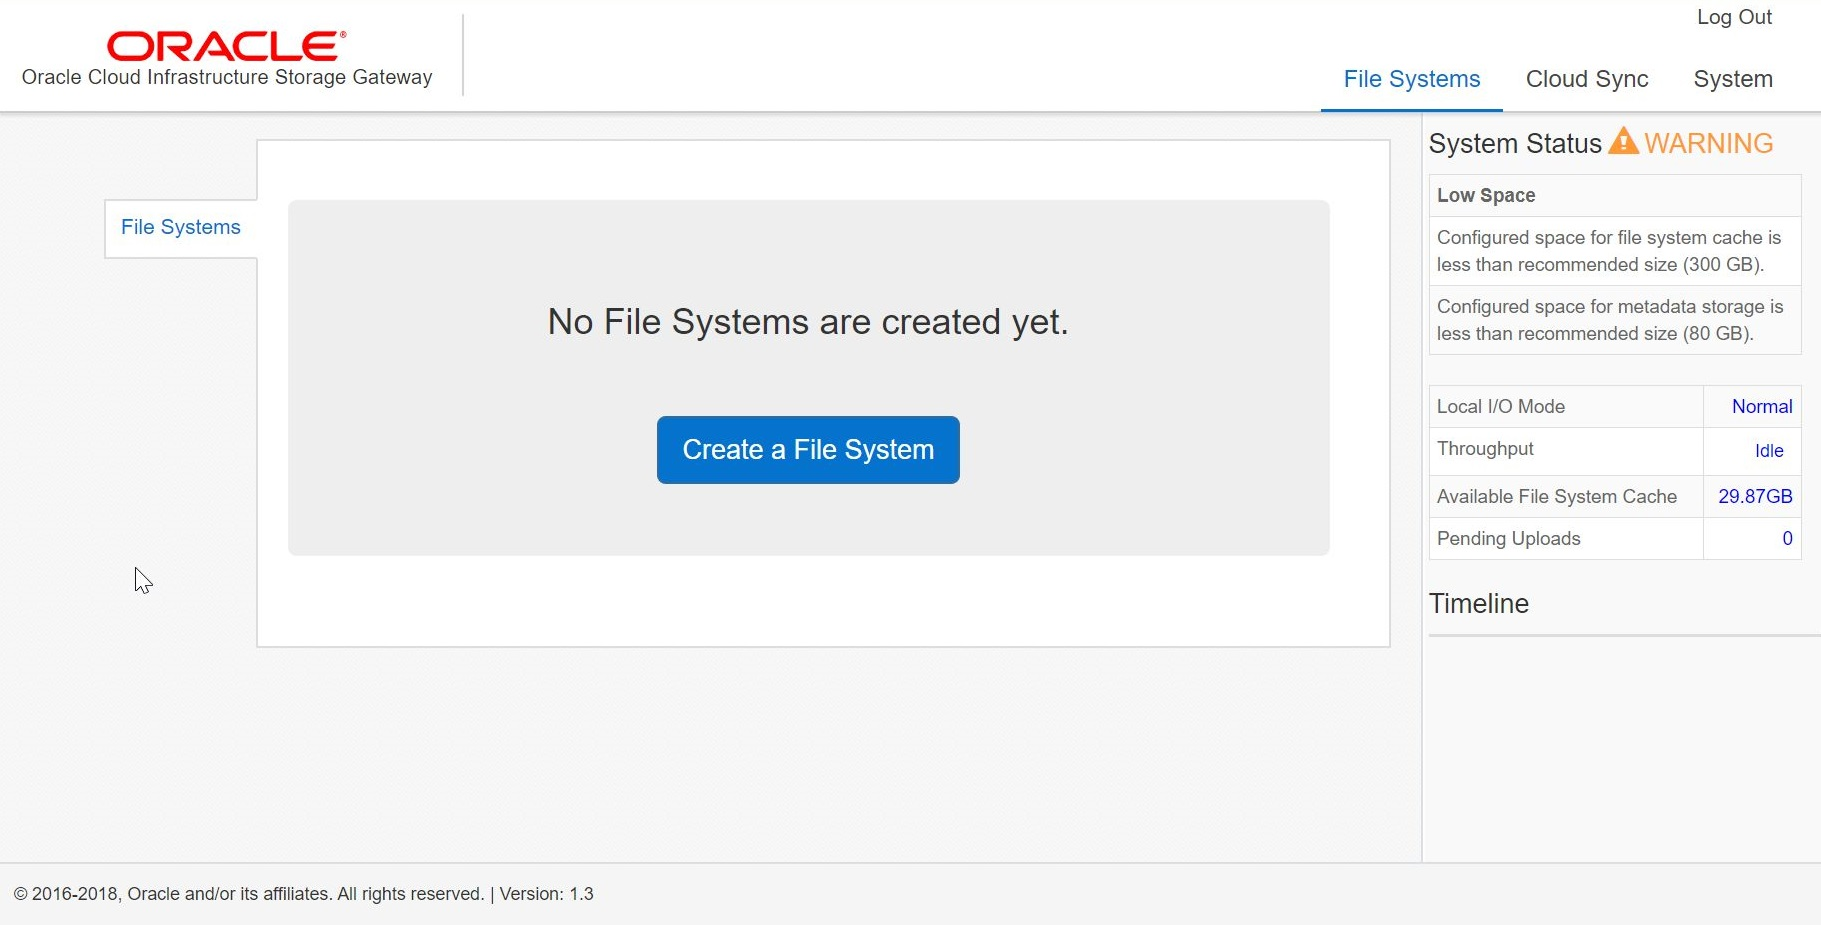 Log Out
ORACLE®
Oracle Cloud Infrastructure Storage Gateway
File Systems Cloud Sync System
File Systems
No File Systems are created yet.
Create a File System
System Status WARNING
Low Space
Configured space for file system cache is
less than recommended size (300 GB).
Configured space for metadata storage is
less than recommended size (80 GB).
Local I/O Mode Normal
Throughput Idle
Available File System Cache 29.87GB
Pending Uploads 0
Timeline
© 2016-2018, Oracle and/or its affiliates. All rights reserved. | Version: 1.3